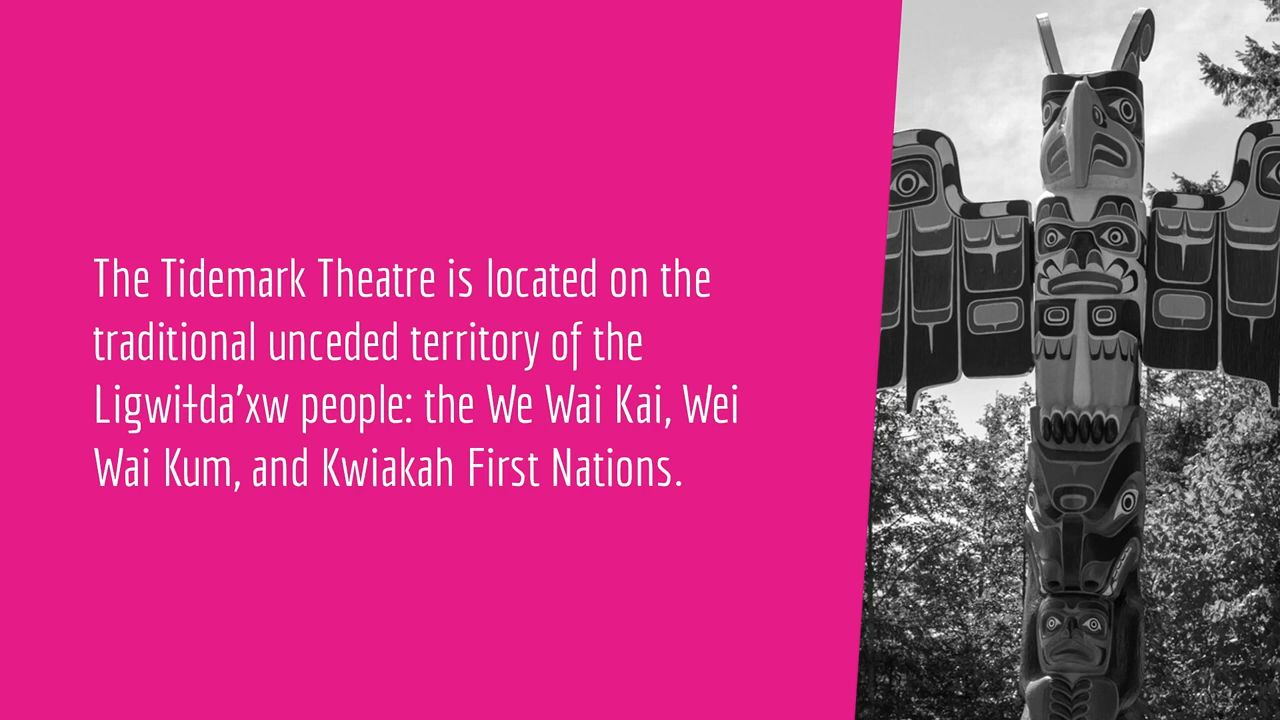 The Tidemark Theatre is located on the
traditional unceded territory of the
Ligwiłda’xw people: the We Wai Kai, Wei
Wai Kum, and Kwiakah First Nations.